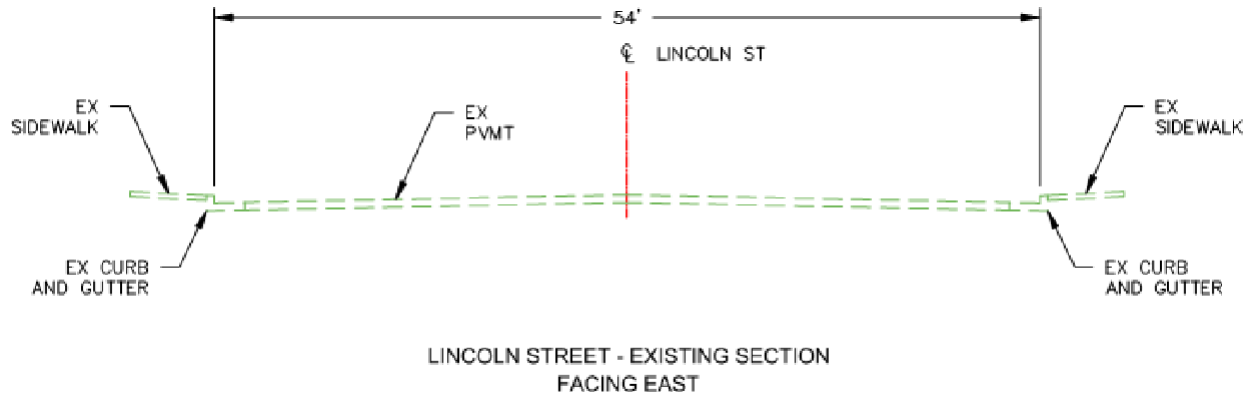 54'
℄ LINCOLN ST
EX
SIDEWALK
EX
PVMT
EX
SIDEWALK
EX CURB
AND GUTTER
EX CURB
AND GUTTER
LINCOLN STREET - EXISTING SECTION
FACING EAST